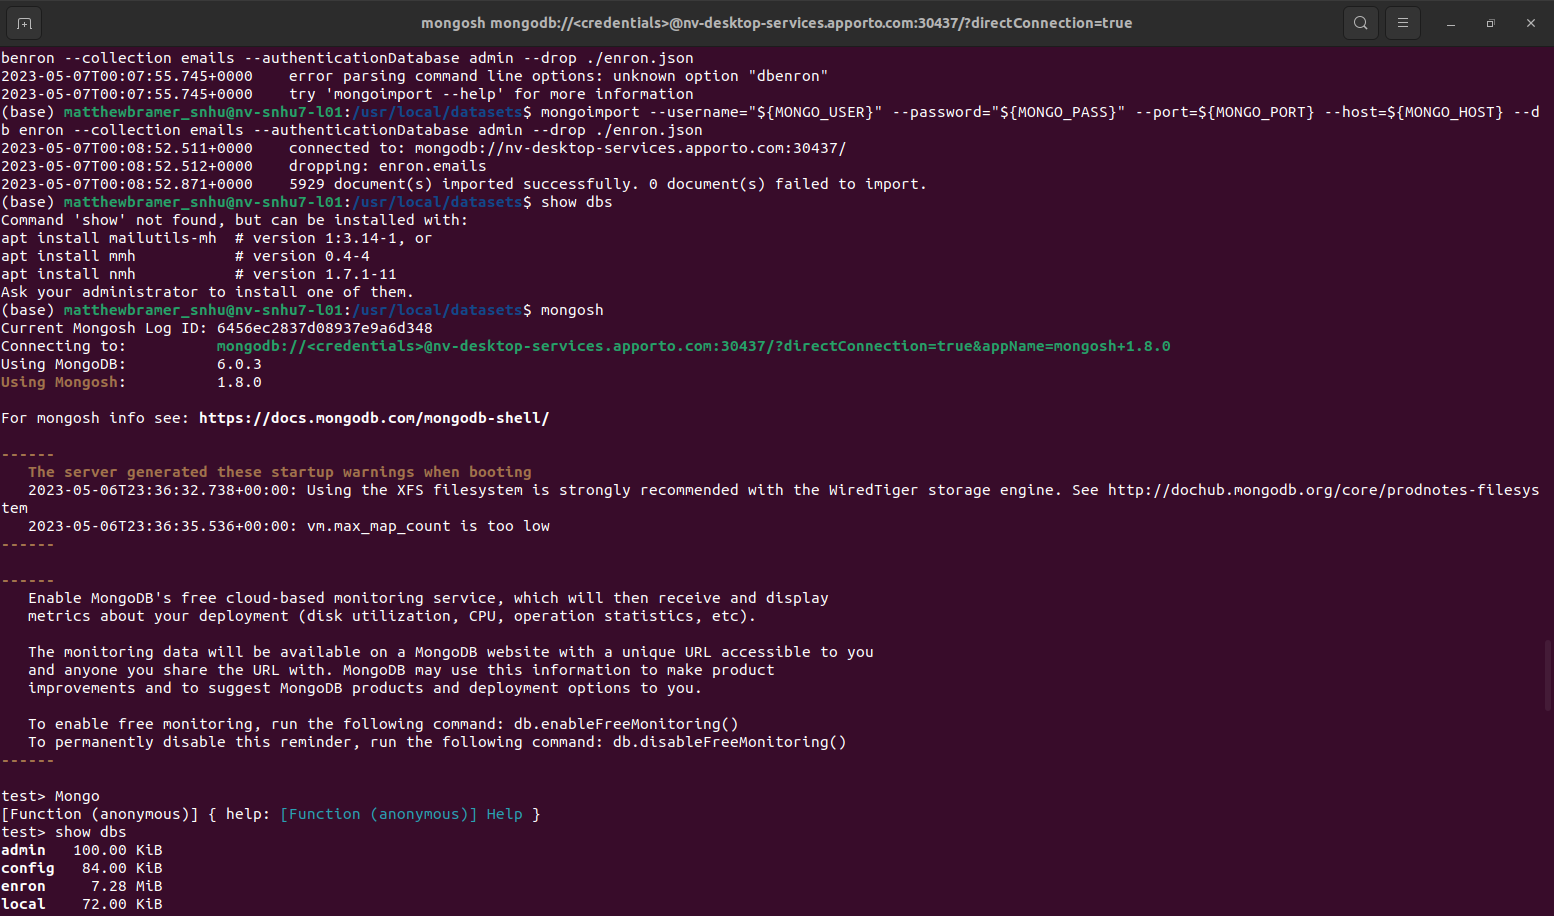 mongosh mongodb://<credentials>@nv-desktop-services.apporto.com:30437/?directConnection=true
benron --collection emails --authenticationDatabase admin --drop ./enron.json
2023-05-07T00:07:55.745+0000    error parsing command line options: unknown option "dbenron"
2023-05-07T00:07:55.745+0000    try 'mongoimport --help' for more information
(base) matthewbramer_snhu@nv-snhu7-l01:/usr/local/datasets$ mongoimport --username="${MONGO_USER}" --password="${MONGO_PASS}" --port=${MONGO_PORT} --host=${MONGO_HOST} --d
b enron --collection emails --authenticationDatabase admin --drop ./enron.json
2023-05-07T00:08:52.511+0000    connected to: mongodb://nv-desktop-services.apporto.com:30437/
2023-05-07T00:08:52.512+0000    dropping: enron.emails
2023-05-07T00:08:52.871+0000    5929 document(s) imported successfully. 0 document(s) failed to import.
(base) matthewbramer_snhu@nv-snhu7-l01:/usr/local/datasets$ show dbs
Command 'show' not found, but can be installed with:
apt install mailutils-mh  # version 1:3.14-1, or
apt install mmh           # version 0.4-4
apt install nmh           # version 1.7.1-11
Ask your administrator to install one of them.
(base) matthewbramer_snhu@nv-snhu7-l01:/usr/local/datasets$ mongosh
Current Mongosh Log ID: 6456ec2837d08937e9a6d348
Connecting to:          mongodb://<credentials>@nv-desktop-services.apporto.com:30437/?directConnection=true&appName=mongosh+1.8.0
Using MongoDB:          6.0.3
Using Mongosh:          1.8.0
For mongosh info see: https://docs.mongodb.com/mongodb-shell/
------
   The server generated these startup warnings when booting
   2023-05-06T23:36:32.738+00:00: Using the XFS filesystem is strongly recommended with the WiredTiger storage engine. See http://dochub.mongodb.org/core/prodnotes-filesys
tem
   2023-05-06T23:36:35.536+00:00: vm.max_map_count is too low
------
------
   Enable MongoDB's free cloud-based monitoring service, which will then receive and display
   metrics about your deployment (disk utilization, CPU, operation statistics, etc).
   The monitoring data will be available on a MongoDB website with a unique URL accessible to you
   and anyone you share the URL with. MongoDB may use this information to make product
   improvements and to suggest MongoDB products and deployment options to you.
   To enable free monitoring, run the following command: db.enableFreeMonitoring()
   To permanently disable this reminder, run the following command: db.disableFreeMonitoring()
------
test> Mongo
[Function (anonymous)] { help: [Function (anonymous)] Help }
test> show dbs
admin   100.00 KiB
config   84.00 KiB
enron     7.28 MiB
local    72.00 KiB